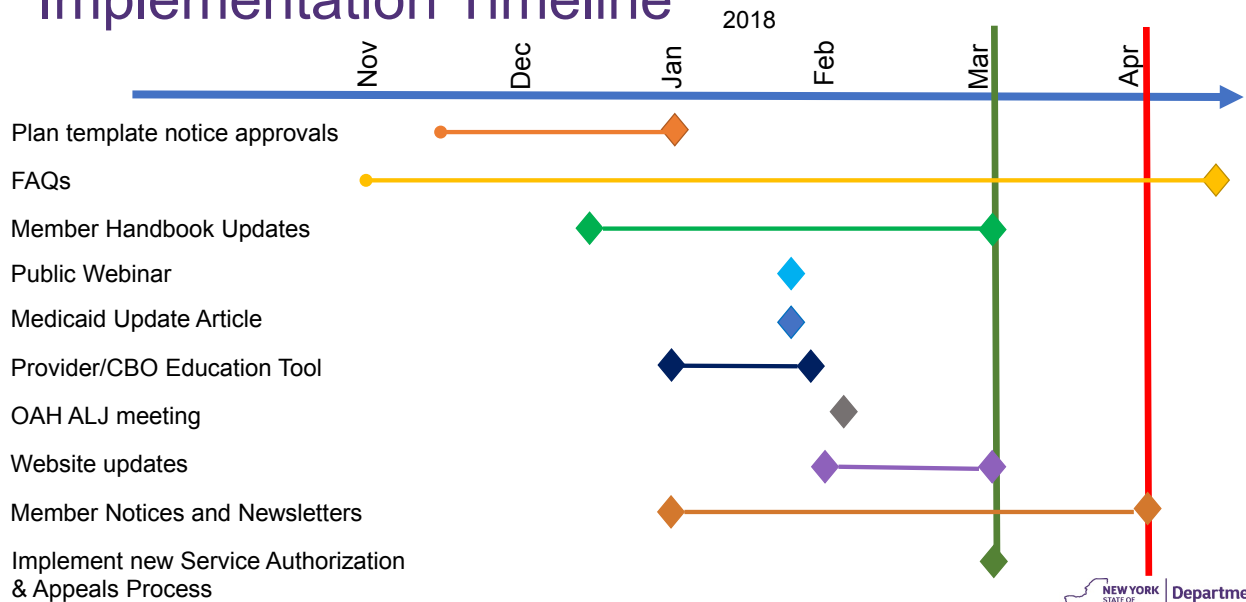 Implementation Timeline
2018
Nov
Dec
Jan
Feb
Mar
Apr
Plan template notice approvals
FAQs
Member Handbook Updates
Public Webinar
Medicaid Update Article
Provider/CBO Education Tool
OAH ALJ meeting
Website updates
Member Notices and Newsletters
Implement new Service Authorization
& Appeals Process
NEW YORK
STATE OF
Departme